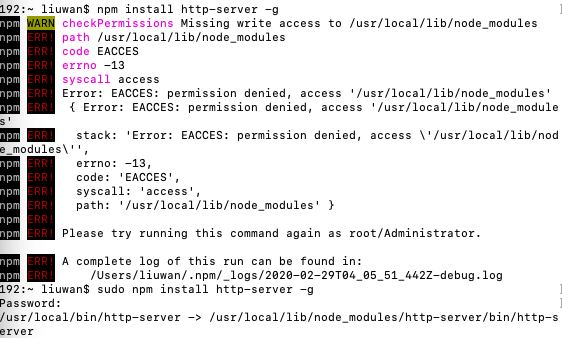 192:~ liuwan$ npm install http-server -g
npm WARN checkPermissions Missing write access to /usr/local/lib/node_modules
npm ERR! path /usr/local/lib/node_modules
npm ERR! code EACCES
npm ERR! errno -13
npm ERR! syscall access
npm ERR! Error: EACCES: permission denied, access '/usr/local/lib/node_modules'
npm ERR!  { Error: EACCES: permission denied, access '/usr/local/lib/node_module
s'
npm ERR!   stack: 'Error: EACCES: permission denied, access \'/usr/local/lib/nod
e_modules\'',
npm ERR!   errno: -13,
npm ERR!   code: 'EACCES',
npm ERR!   syscall: 'access',
npm ERR!   path: '/usr/local/lib/node_modules' }
npm ERR!
npm ERR! Please try running this command again as root/Administrator.
npm ERR! A complete log of this run can be found in:
npm ERR!     /Users/liuwan/.npm/_logs/2020-02-29T04_05_51_442Z-debug.log
192:~ liuwan$ sudo npm install http-server -g
Password:
/usr/local/bin/http-server -> /usr/local/lib/node_modules/http-server/bin/http-s
erver